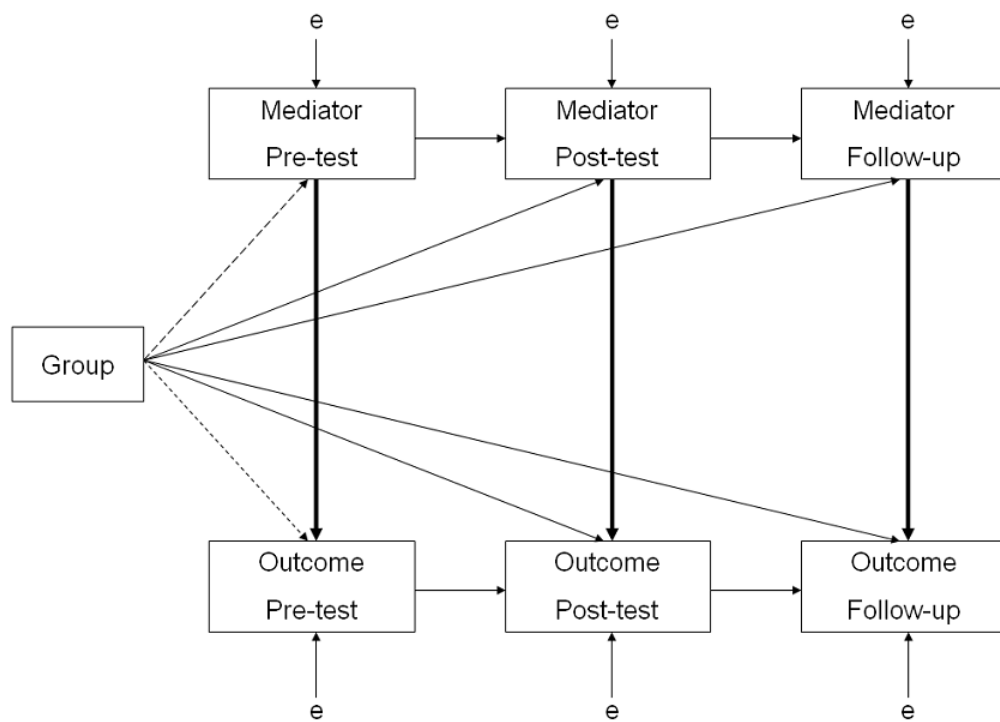 e
e
e
Mediator
Pre-test
Mediator
Post-test
Mediator
Follow-up
Group
Outcome
Pre-test
Outcome
Post-test
Outcome
Follow-up
e
e
e